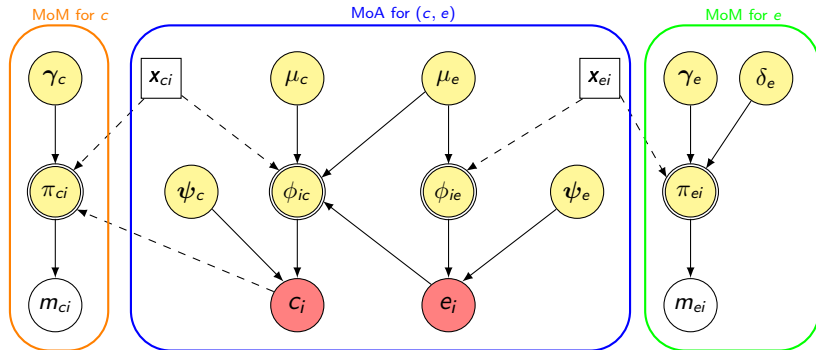 MoM for c
MoA for (c, e)
MoM for e
γc
xci
μc
μe
xei
γe
δe
πci
ψc
ϕic
ϕie
ψe
πei
mci
ci
ei
mei